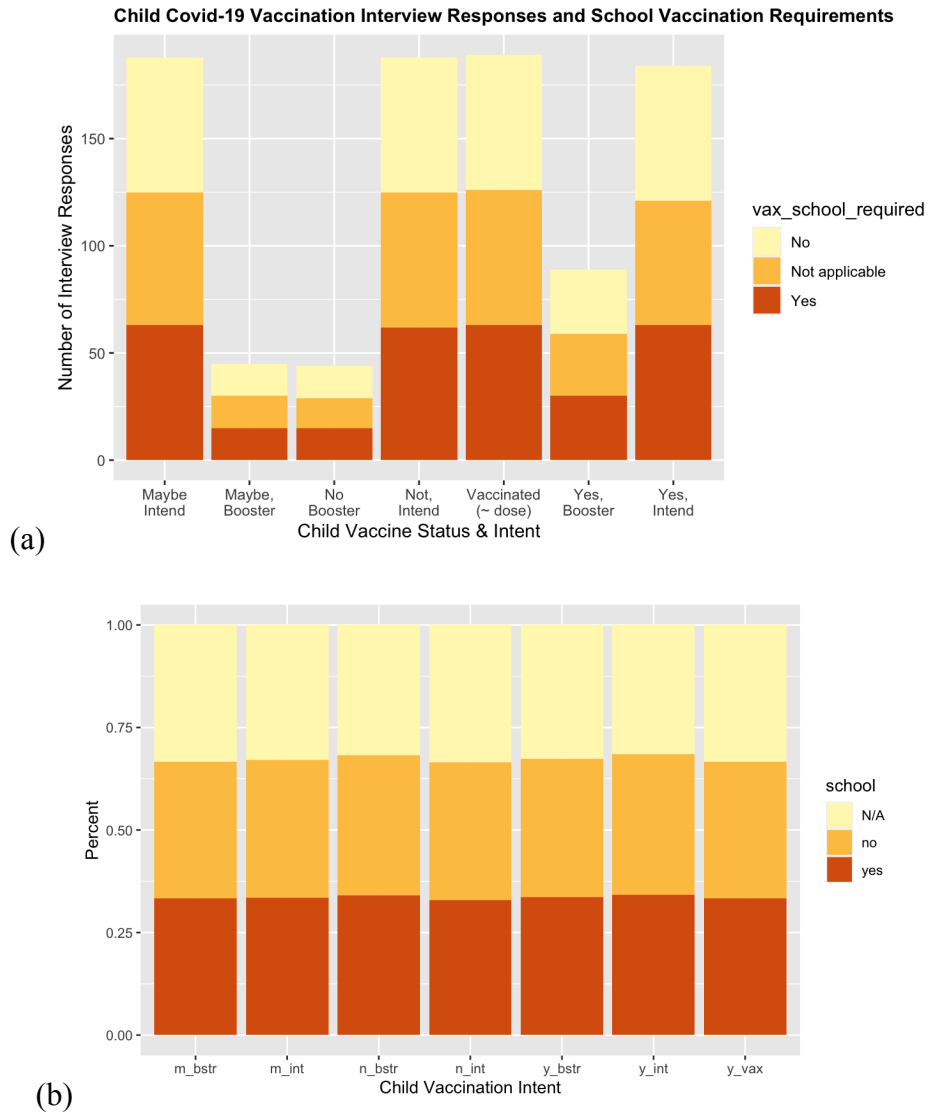 Child Covid-19 Vaccination Interview Responses and School Vaccination Requirements
Number of Interview Responses
150
100
50
0
Maybe Intend
Maybe, Booster
No Booster
Not, Intend
Vaccinated (~ dose)
Yes, Booster
Yes, Intend
Child Vaccine Status & Intent
vax_school_required
No
Not applicable
Yes
(a)
Percent
1.00
0.75
0.50
0.25
0.00
m_bstr
m_int
n_bstr
n_int
y_bstr
y_int
y_vax
Child Vaccination Intent
school
N/A
no
yes
(b)